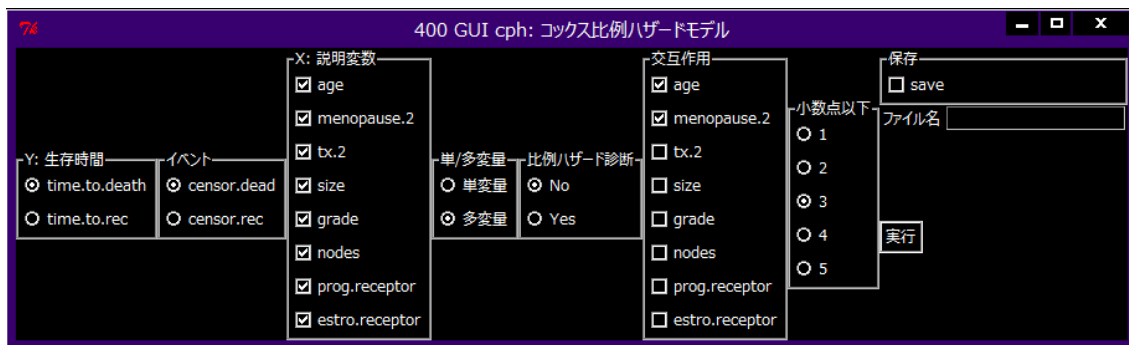 400 GUI cph: コックス比例ハザードモデル
Y: 生存時間
time.to.death
time.to.rec
イベント
censor.dead
censor.rec
X: 説明変数
age
menopause.2
tx.2
size
grade
nodes
prog.receptor
estro.receptor
単/多変量
単変量
多変量
比例ハザード診断
No
Yes
交互作用
age
menopause.2
tx.2
size
grade
nodes
prog.receptor
estro.receptor
小数点以下
1
2
3
4
5
保存
save
ファイル名
実行